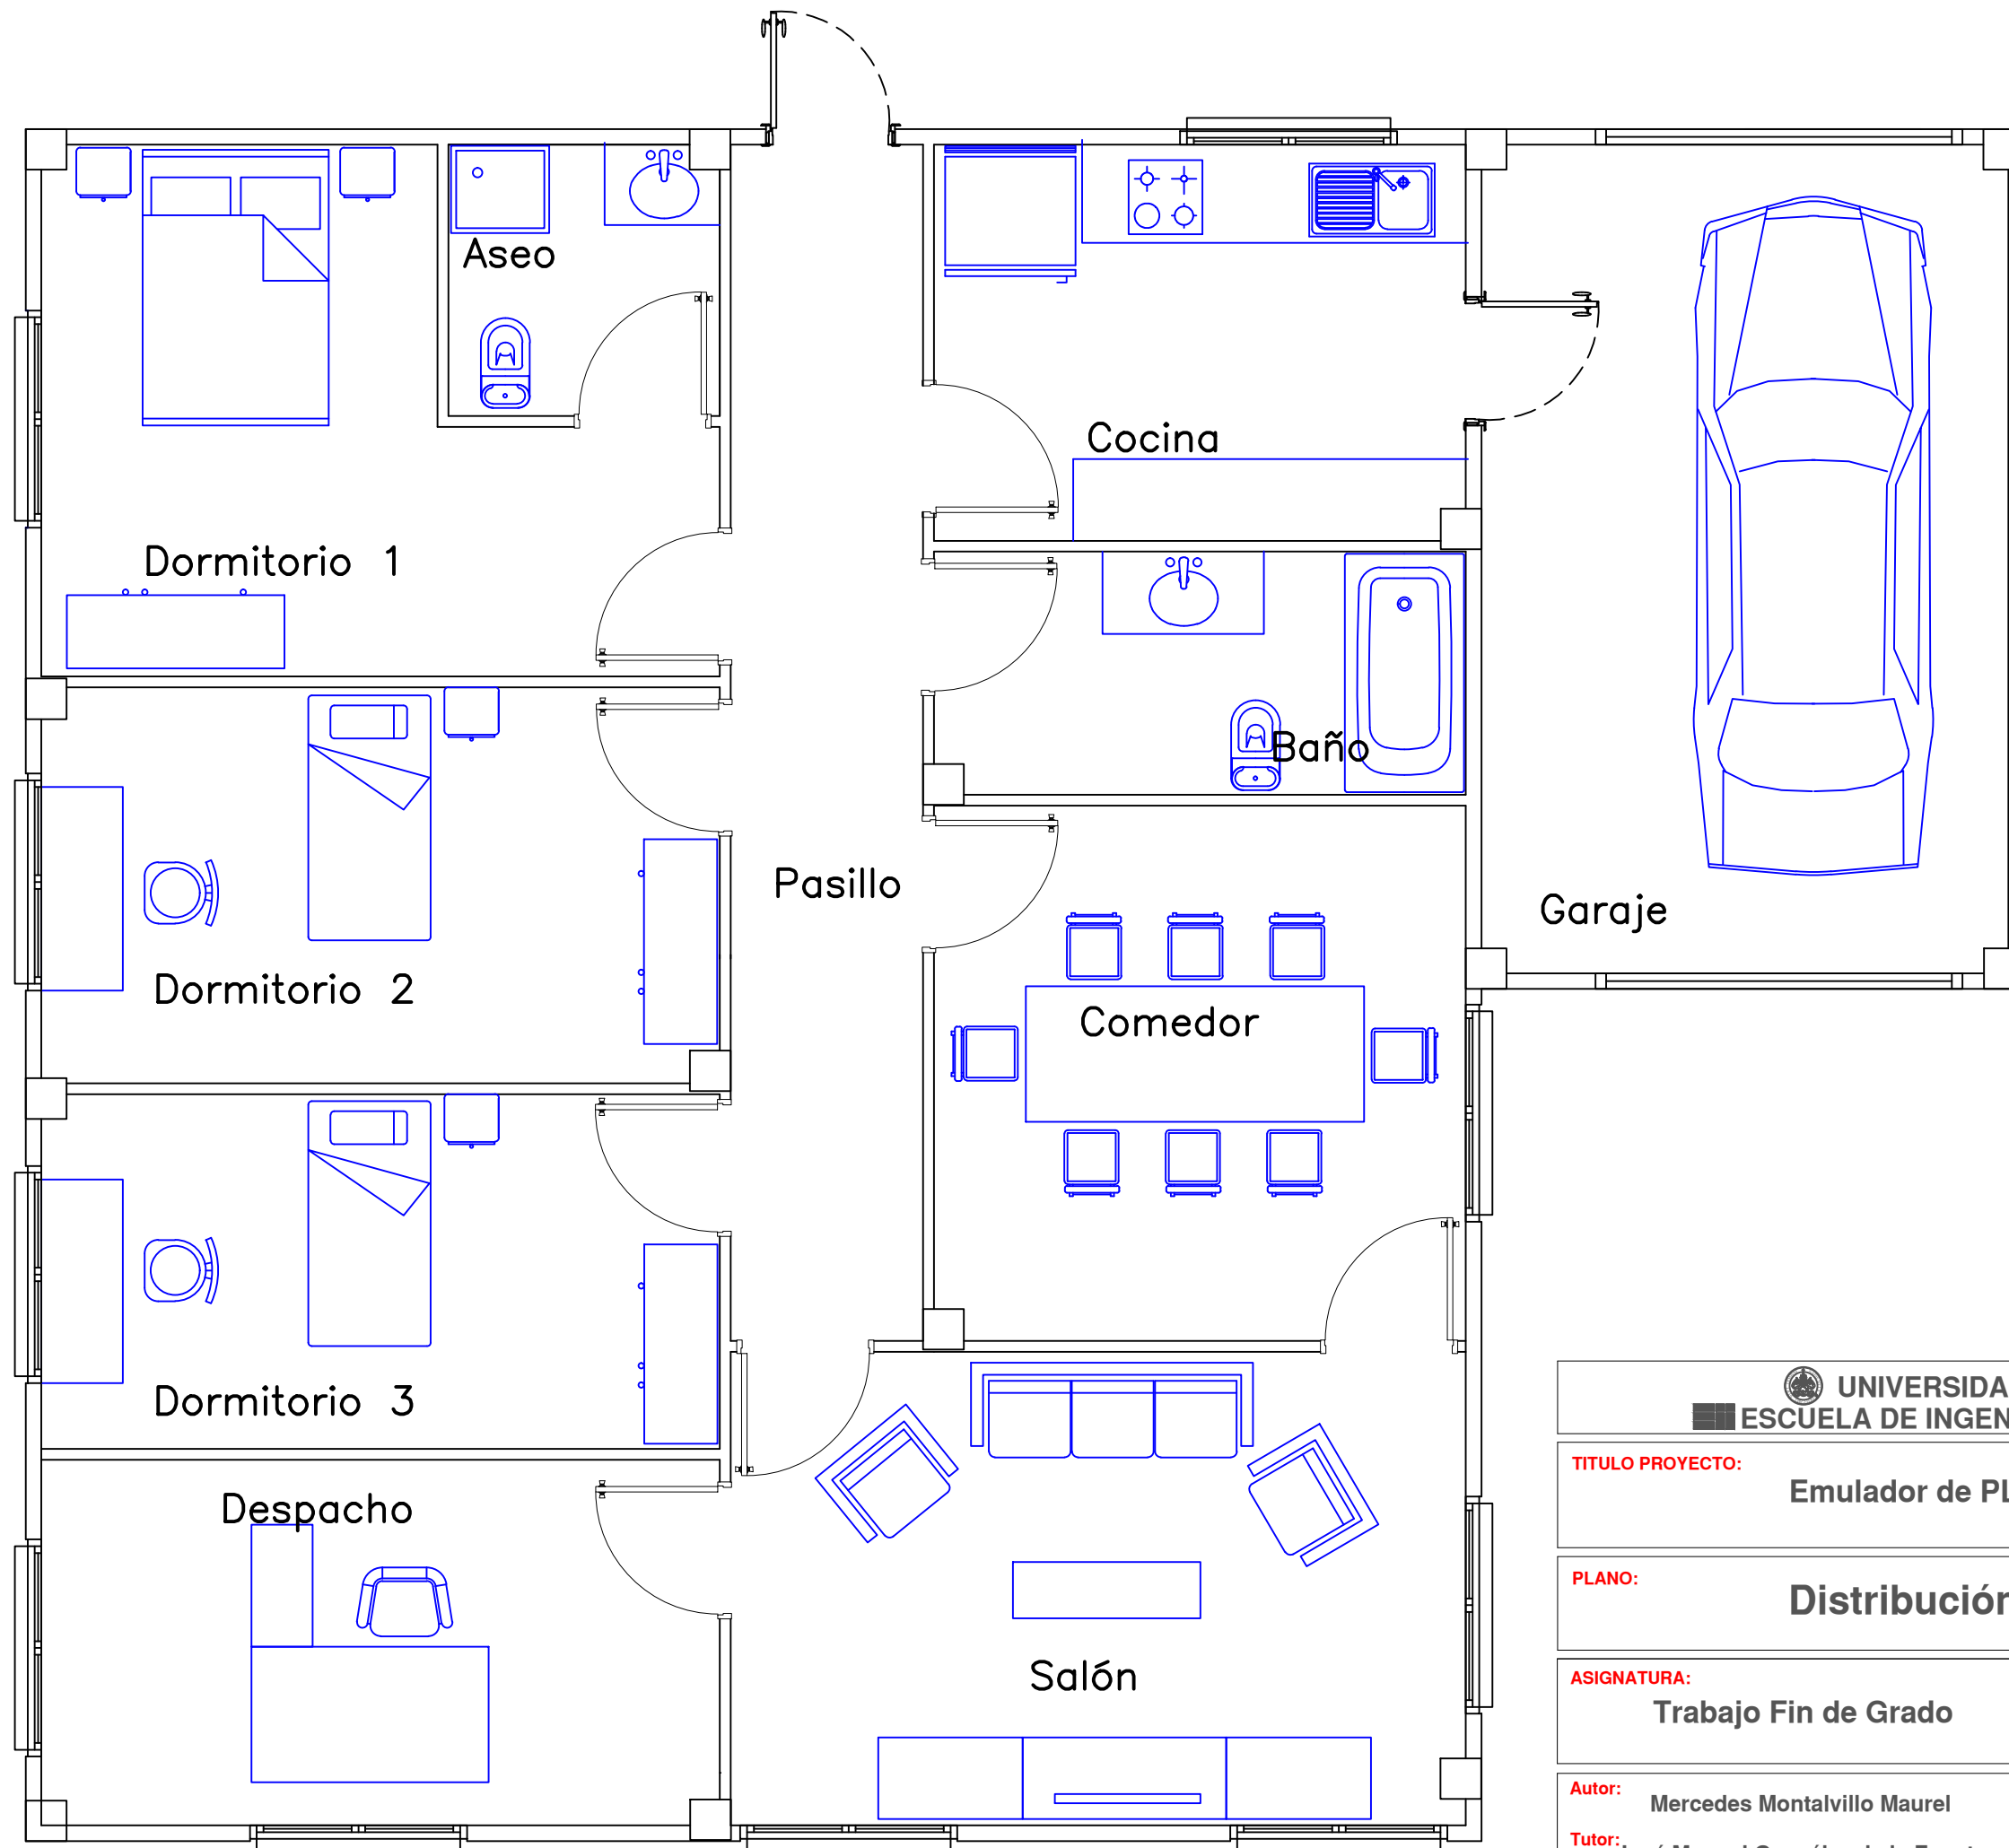 Aseo
Cocina
Dormitorio 1
Baño
Pasillo
Garaje
Dormitorio 2
Comedor
Dormitorio 3
Despacho
Salón
UNIVERSIDA
ESCUELA DE INGEN
TITULO PROYECTO:
Emulador de PL
PLANO:
Distribución
ASIGNATURA:
Trabajo Fin de Grado
Autor: Mercedes Montalvillo Maurel
Tutor: